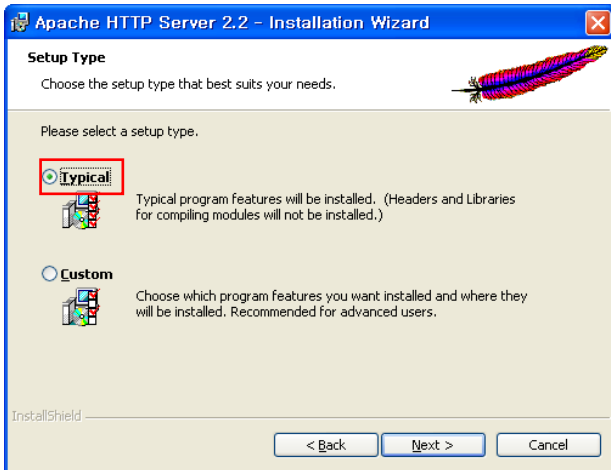 Apache HTTP Server 2.2 - Installation Wizard
Setup Type
Choose the setup type that best suits your needs.
Please select a setup type.
Typical
Typical program features will be installed. (Headers and Libraries
for compiling modules will not be installed.)
Custom
Choose which program features you want installed and where they
will be installed. Recommended for advanced users.
InstallShield
< Back
Next >
Cancel